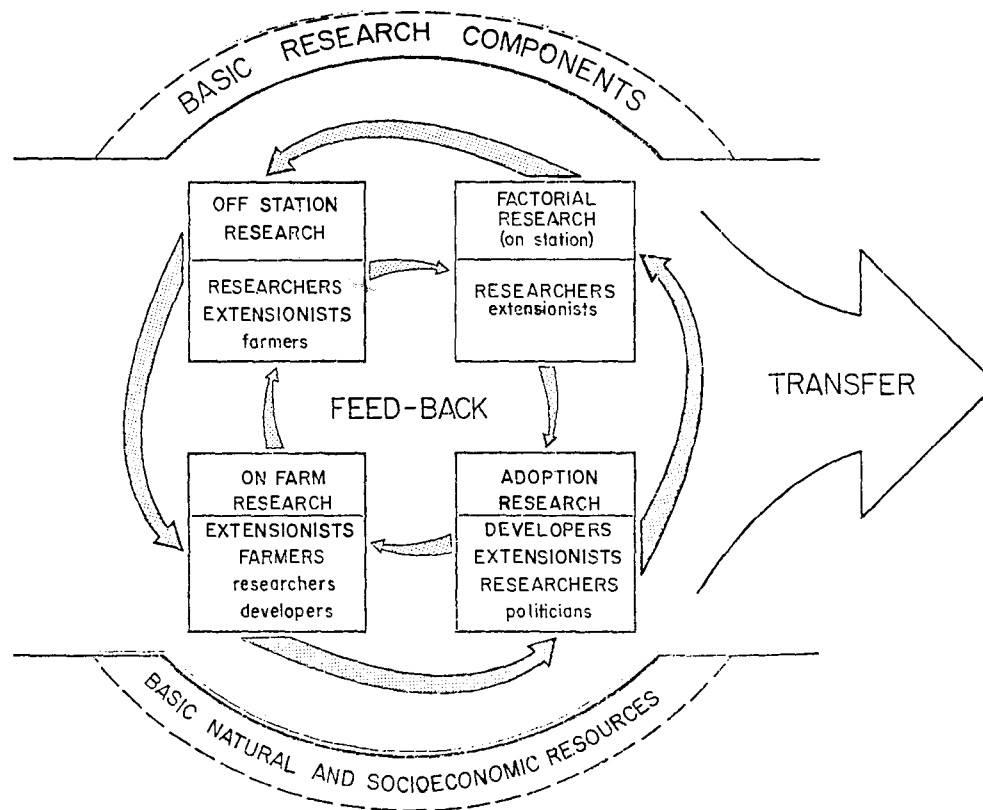 BASIC RESEARCH COMPONENTS
OFF STATION
RESEARCH
RESEARCHERS
EXTENSIONISTS
farmers
FACTORIAL
RESEARCH
(on station)
RESEARCHERS
extensionists
FEED-BACK
TRANSFER
ON FARM
RESEARCH
EXTENSIONISTS
FARMERS
researchers
developers
ADOPTION
RESEARCH
DEVELOPERS
EXTENSIONISTS
RESEARCHERS
politicians
BASIC NATURAL AND SOCIOECONOMIC RESOURCES